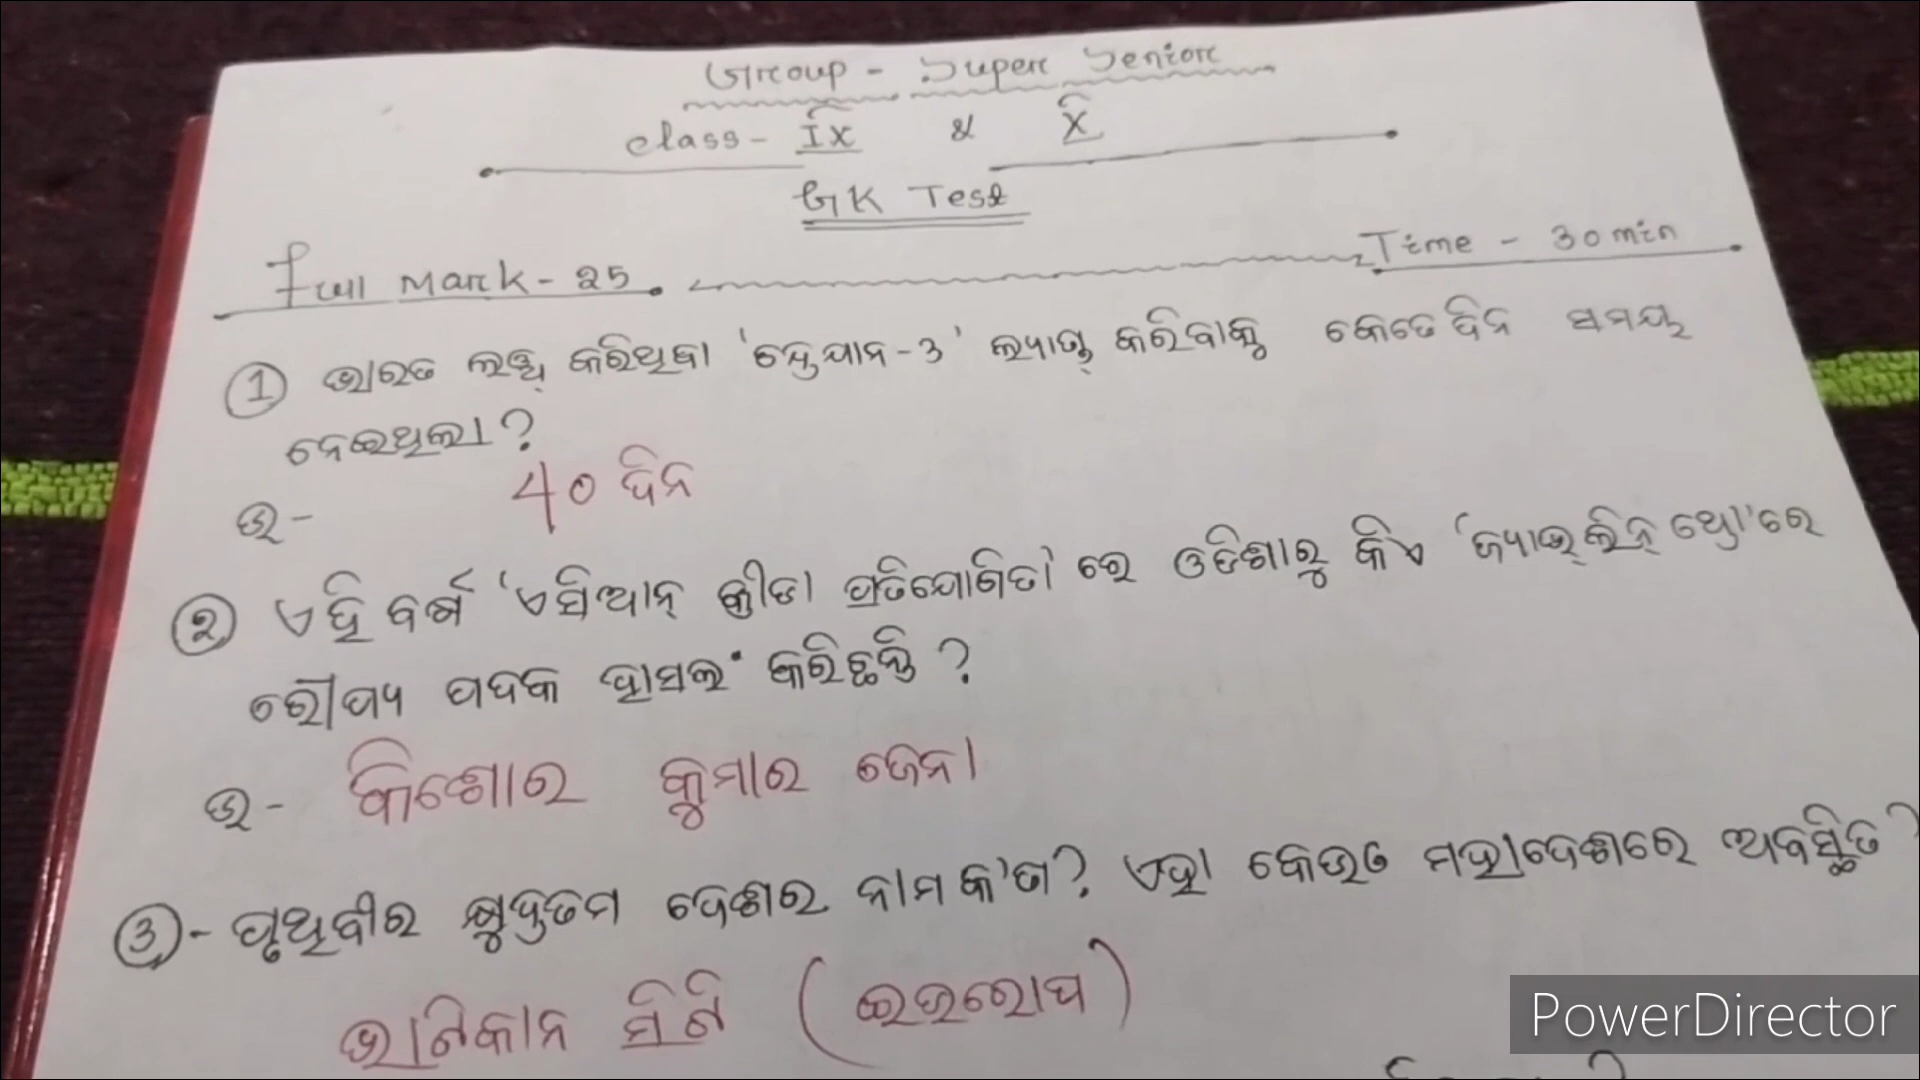 Group - Super Senior
class - IX & X
GK Test
Full Mark - 25 Time - 30 min
① ଭାରତ ଲଞ୍ଚ୍ କରିଥିବା 'ଚନ୍ଦ୍ରଯାନ-3' ଲ୍ୟାଣ୍ଡ୍ କରିବାକୁ କେତେ ଦିନ ସମୟ
ନେଇଥିଲା ?
ଉ - 40 ଦିନ
② ଏହି ବର୍ଷ 'ଏସିଆନ୍ କ୍ରୀଡା ପ୍ରତିଯୋଗିତା' ରେ ଓଡିଶାରୁ କିଏ 'ଜ୍ୟାଭ୍‌ଲିନ୍ ଥ୍ରୋ'ରେ
ରୌପ୍ୟ ପଦକ ହାସଲ କରିଛନ୍ତି ?
ଉ - କିଶୋର କୁମାର ଜେନା
③ - ପୃଥିବୀର କ୍ଷୁଦ୍ରତମ ଦେଶର ନାମ କ'ଣ ? ଏହା କେଉଁ ମହାଦେଶରେ ଅବସ୍ଥିତ ?
ଭାଟିକାନ ସିଟି (ଇଉରୋପ)
PowerDirector